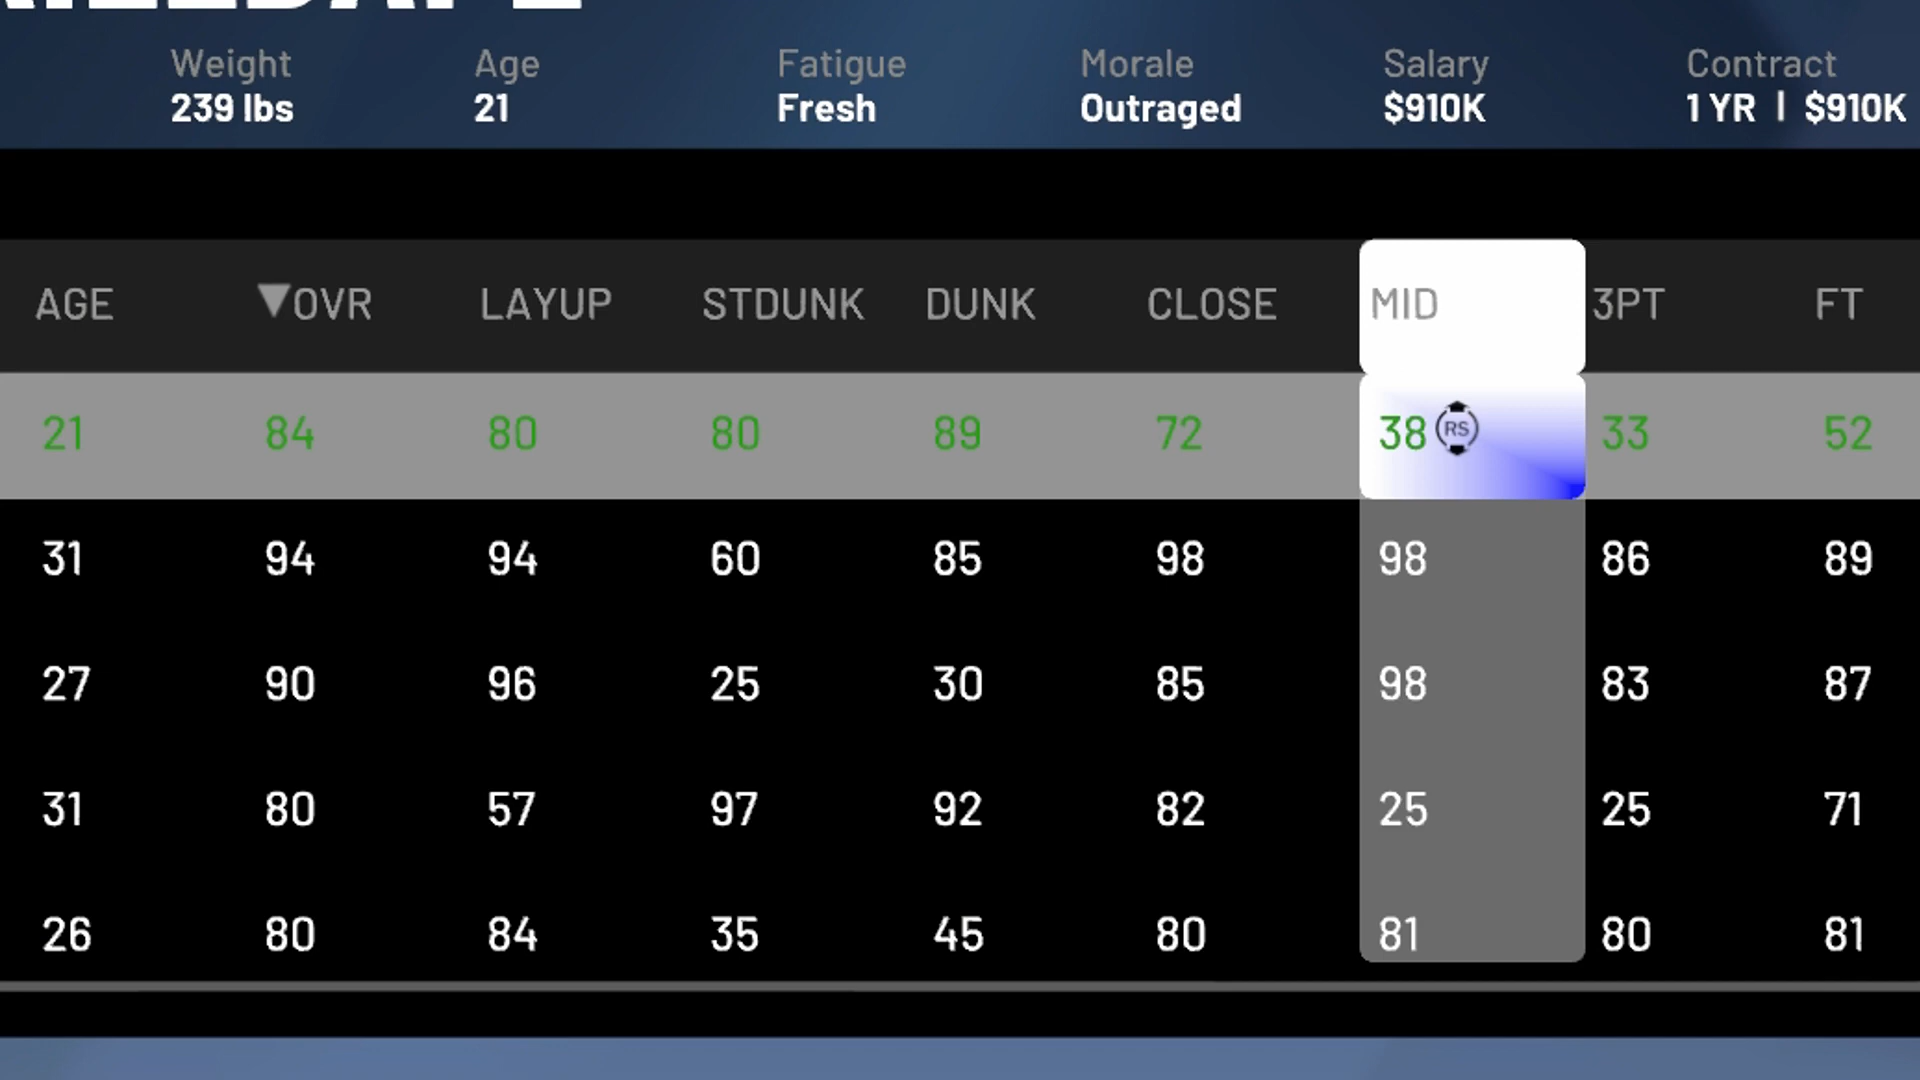 Weight Age Fatigue Morale Salary Contract
239 lbs 21 Fresh Outraged $910K 1 YR | $910K
AGE ▼OVR LAYUP STDUNK DUNK CLOSE MID 3PT FT
21 84 80 80 89 72 38 RS 33 52
31 94 94 60 85 98 98 86 89
27 90 96 25 30 85 98 83 87
31 80 57 97 92 82 25 25 71
26 80 84 35 45 80 81 80 81